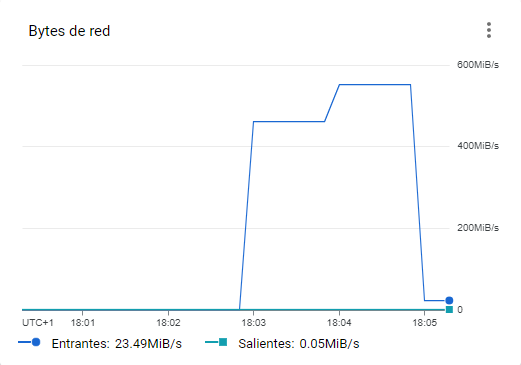 Bytes de red
600MiB/s
400MiB/s
200MiB/s
0
UTC+1 18:01 18:02 18:03 18:04 18:05
Entrantes: 23.49MiB/s Salientes: 0.05MiB/s